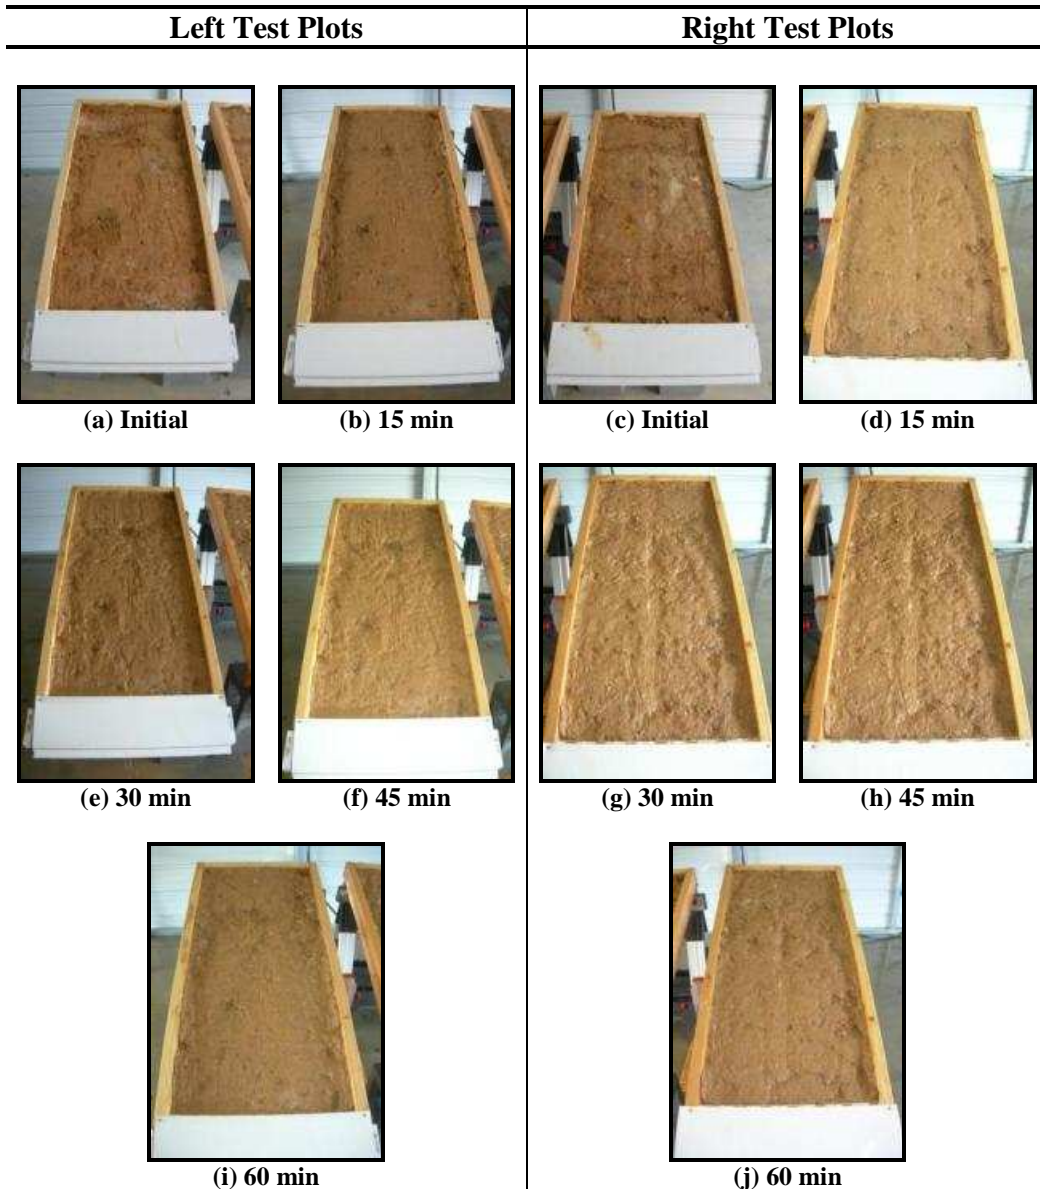 Left Test Plots
Right Test Plots
(a) Initial
(b) 15 min
(c) Initial
(d) 15 min
(e) 30 min
(f) 45 min
(g) 30 min
(h) 45 min
(i) 60 min
(j) 60 min